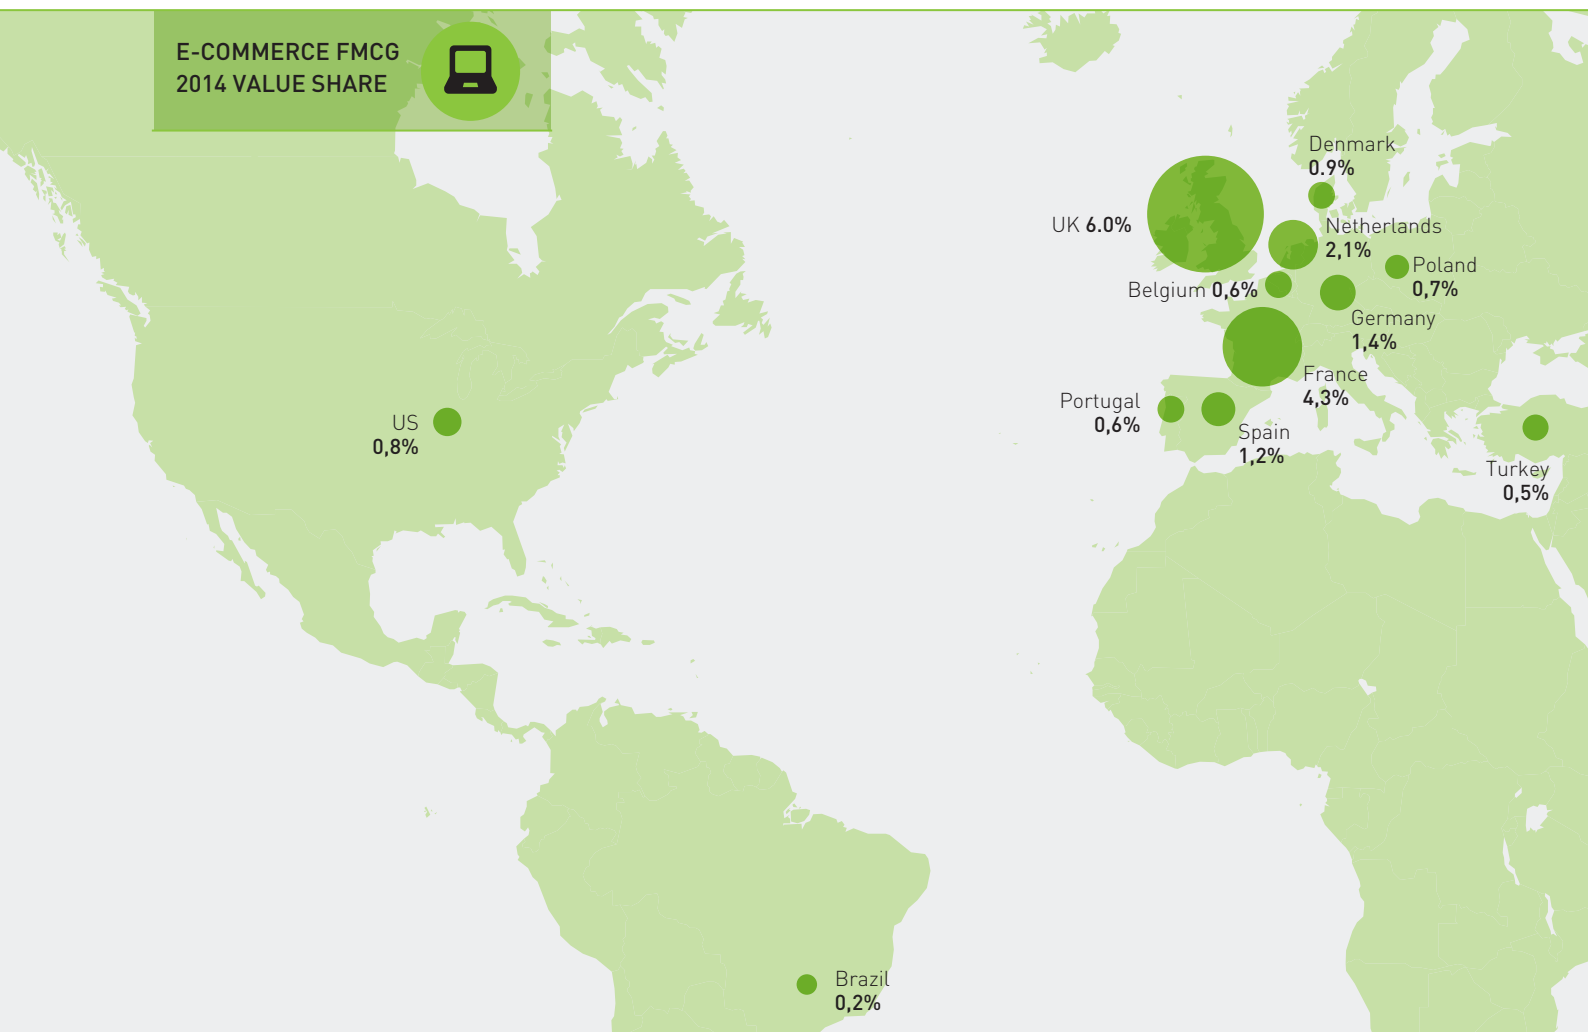 E-COMMERCE FMCG
2014 VALUE SHARE
Denmark
0.9%
UK 6.0%
Netherlands
2,1%
Poland
0,7%
Belgium 0,6%
Germany
1,4%
France
4,3%
Portugal
0,6%
Spain
1,2%
US
0,8%
Turkey
0,5%
Brazil
0,2%